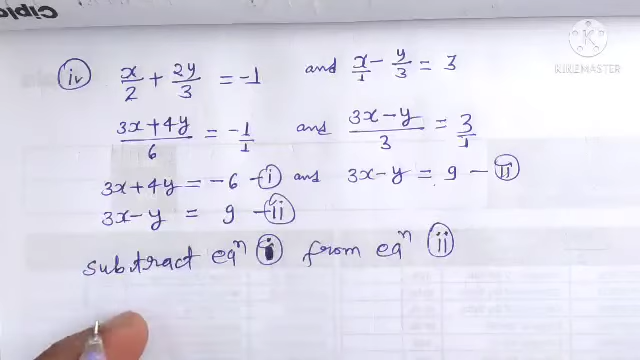 Cipla
KINEMASTER
(iv) x/2 + 2y/3 = -1 and x/1 - y/3 = 3
3x+4y/6 = -1/1 and 3x-y/3 = 3/1
3x+4y = -6 - (i) and 3x-y = 9 - (ii)
3x-y = 9 - (ii)
subtract eqⁿ (i) from eqⁿ (ii)